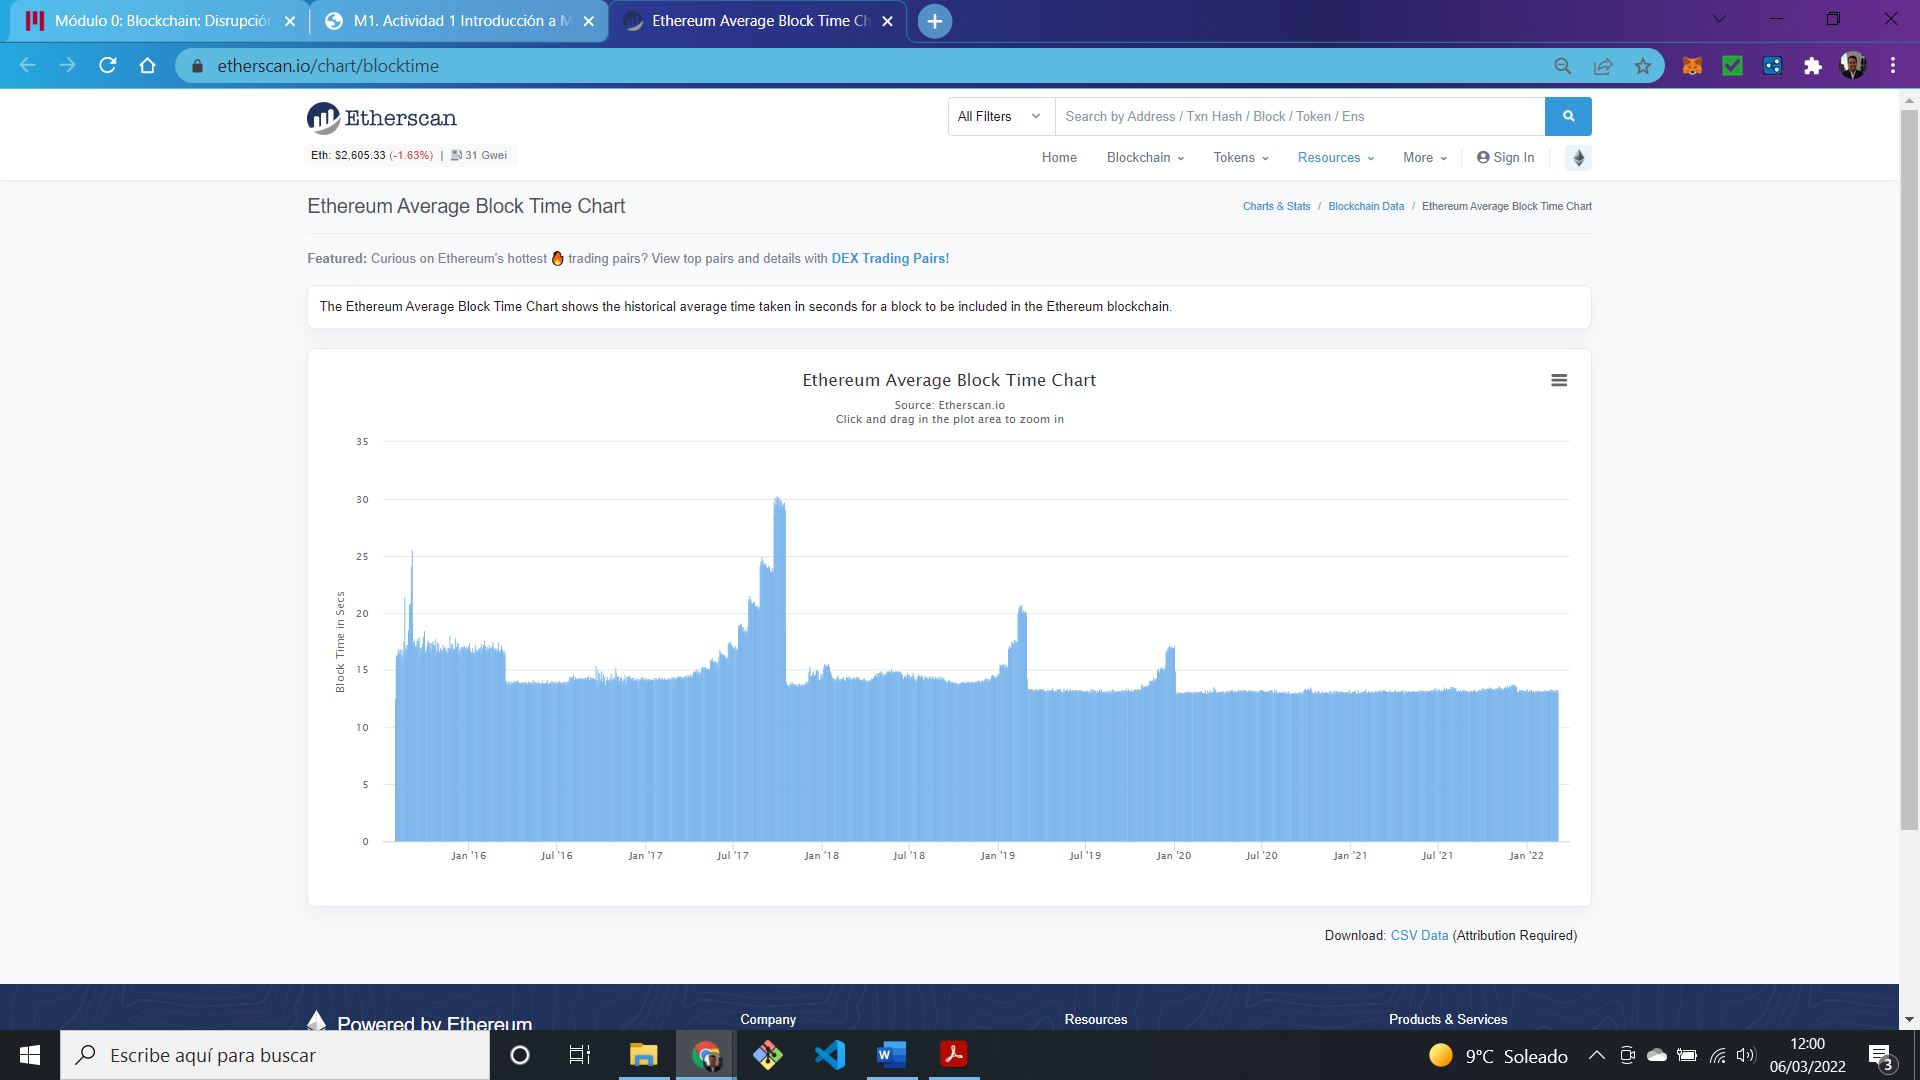 Módulo 0: Blockchain: Disrupción
M1. Actividad 1 Introducción a M
Ethereum Average Block Time Ch
etherscan.io/chart/blocktime
Etherscan
All Filters
Search by Address / Txn Hash / Block / Token / Ens
Eth: $2,605.33 (-1.63%) | 31 Gwei
Home Blockchain Tokens Resources More Sign In
Ethereum Average Block Time Chart
Charts & Stats / Blockchain Data / Ethereum Average Block Time Chart
Featured: Curious on Ethereum's hottest trading pairs? View top pairs and details with DEX Trading Pairs!
The Ethereum Average Block Time Chart shows the historical average time taken in seconds for a block to be included in the Ethereum blockchain.
Ethereum Average Block Time Chart
Source: Etherscan.io
Click and drag in the plot area to zoom in
Block Time in Secs
35
30
25
20
15
10
5
0
Jan '16 Jul '16 Jan '17 Jul '17 Jan '18 Jul '18 Jan '19 Jul '19 Jan '20 Jul '20 Jan '21 Jul '21 Jan '22
Download: CSV Data (Attribution Required)
Powered by Ethereum
Company
Resources
Products & Services
Escribe aquí para buscar
9°C Soleado
12:00
06/03/2022
3